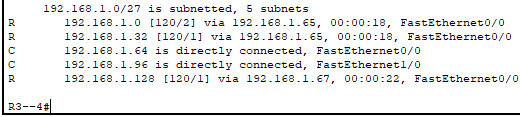 192.168.1.0/27 is subnetted, 5 subnets
R 192.168.1.0 [120/2] via 192.168.1.65, 00:00:18, FastEthernet0/0
R 192.168.1.32 [120/1] via 192.168.1.65, 00:00:18, FastEthernet0/0
C 192.168.1.64 is directly connected, FastEthernet0/0
C 192.168.1.96 is directly connected, FastEthernet1/0
R 192.168.1.128 [120/1] via 192.168.1.67, 00:00:22, FastEthernet0/0
R3--4#